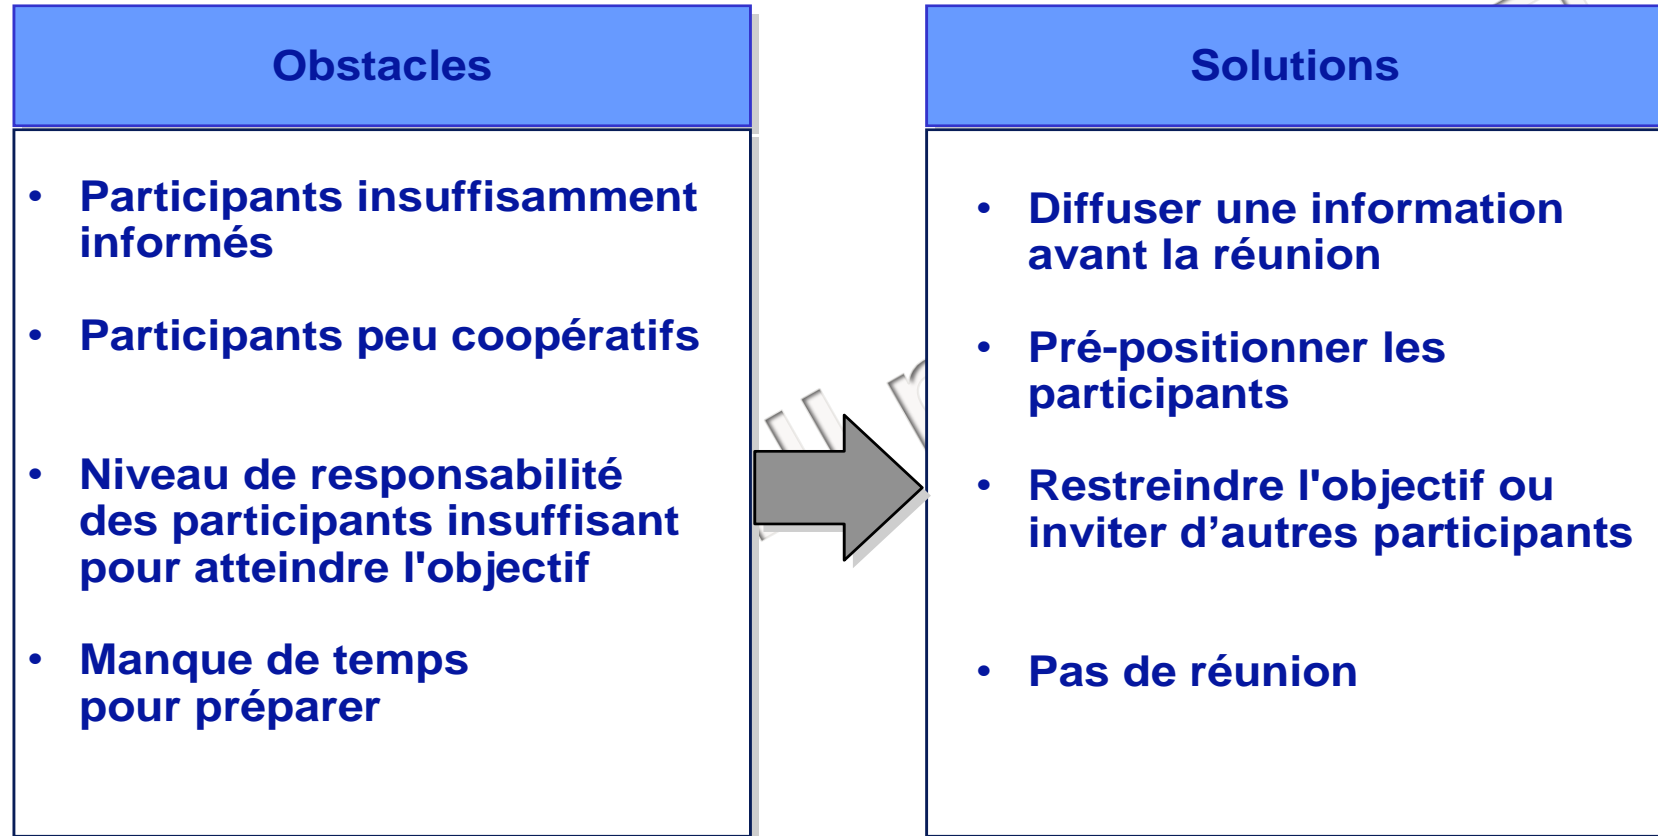 Obstacles
• Participants insuffisamment
informés
• Participants peu coopératifs
• Niveau de responsabilité
des participants insuffisant
pour atteindre l'objectif
• Manque de temps
pour préparer
Solutions
• Diffuser une information
avant la réunion
• Pré-positionner les
participants
• Restreindre l'objectif ou
inviter d’autres participants
• Pas de réunion